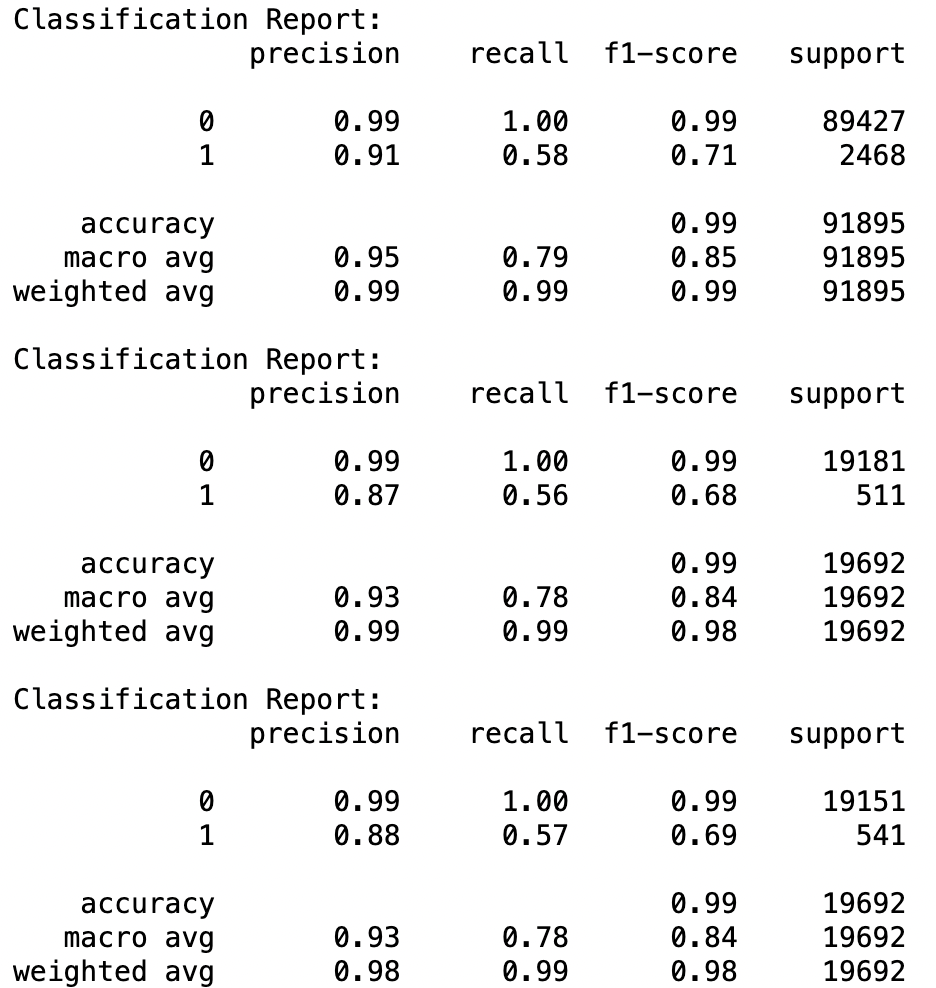 Classification Report:
precision recall f1-score support
0 0.99 1.00 0.99 89427
1 0.91 0.58 0.71 2468
accuracy 0.99 91895
macro avg 0.95 0.79 0.85 91895
weighted avg 0.99 0.99 0.99 91895
Classification Report:
precision recall f1-score support
0 0.99 1.00 0.99 19181
1 0.87 0.56 0.68 511
accuracy 0.99 19692
macro avg 0.93 0.78 0.84 19692
weighted avg 0.99 0.99 0.98 19692
Classification Report:
precision recall f1-score support
0 0.99 1.00 0.99 19151
1 0.88 0.57 0.69 541
accuracy 0.99 19692
macro avg 0.93 0.78 0.84 19692
weighted avg 0.98 0.99 0.98 19692